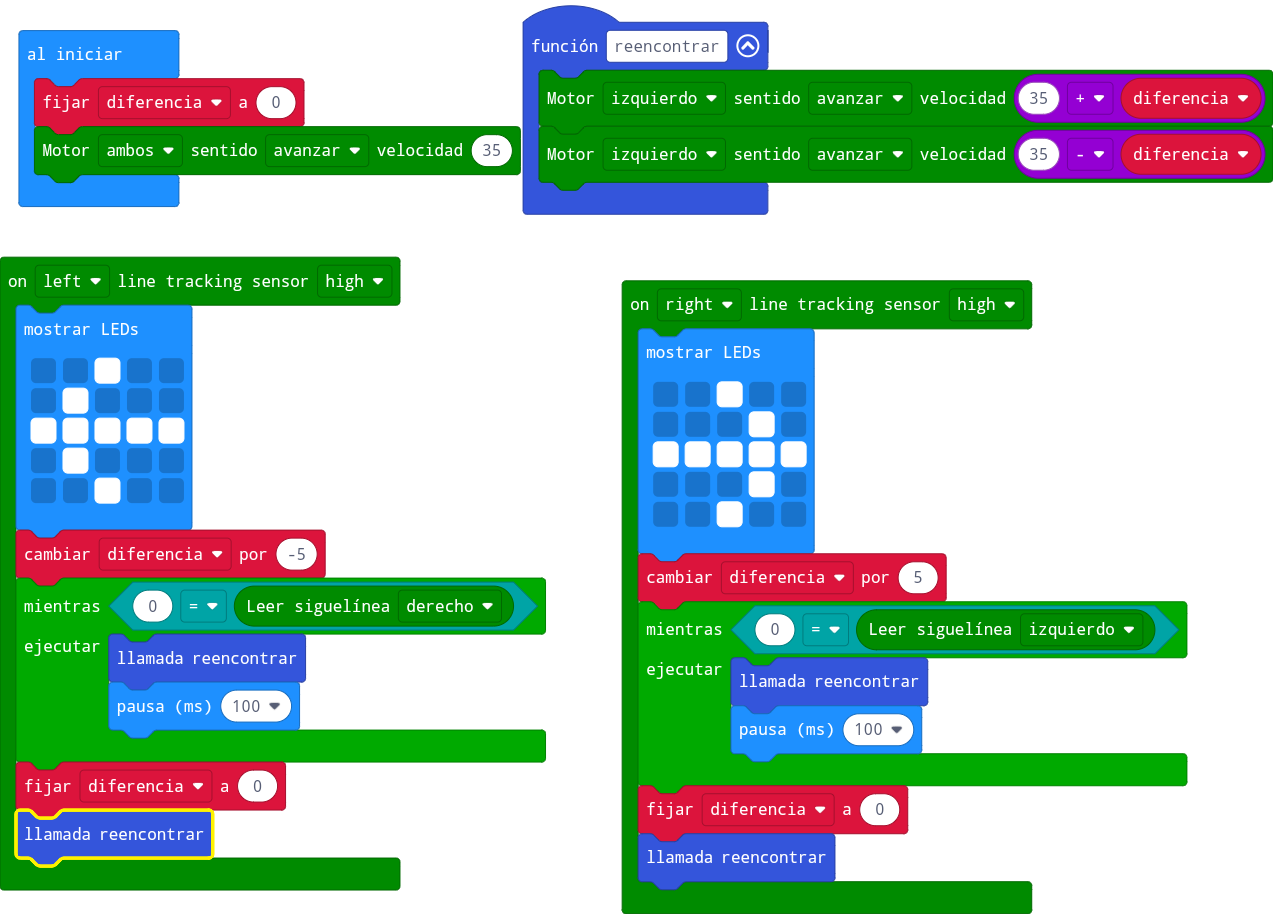 al iniciar
fijar diferencia a 0
Motor ambos sentido avanzar velocidad 35
función reencontrar
Motor izquierdo sentido avanzar velocidad 35 + diferencia
Motor izquierdo sentido avanzar velocidad 35 - diferencia
on left line tracking sensor high
mostrar LEDs
cambiar diferencia por -5
mientras 0 = Leer siguelínea derecho
ejecutar
llamada reencontrar
pausa (ms) 100
fijar diferencia a 0
llamada reencontrar
on right line tracking sensor high
mostrar LEDs
cambiar diferencia por 5
mientras 0 = Leer siguelínea izquierdo
ejecutar
llamada reencontrar
pausa (ms) 100
fijar diferencia a 0
llamada reencontrar